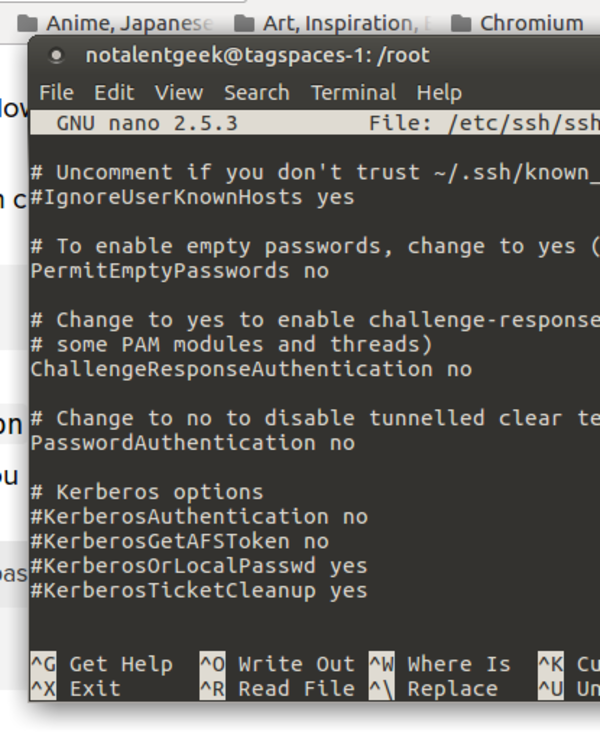 Anime, Japanese
Art, Inspiration,
Chromium
notalentgeek@tagspaces-1: /root
File Edit View Search Terminal Help
GNU nano 2.5.3 File: /etc/ssh/ssh
# Uncomment if you don't trust ~/.ssh/known_
#IgnoreUserKnownHosts yes
# To enable empty passwords, change to yes (
PermitEmptyPasswords no
# Change to yes to enable challenge-response
# some PAM modules and threads)
ChallengeResponseAuthentication no
# Change to no to disable tunnelled clear te
PasswordAuthentication no
# Kerberos options
#KerberosAuthentication no
#KerberosGetAFSToken no
#KerberosOrLocalPasswd yes
#KerberosTicketCleanup yes
^G Get Help ^O Write Out ^W Where Is ^K Cu
^X Exit ^R Read File ^\ Replace ^U Un